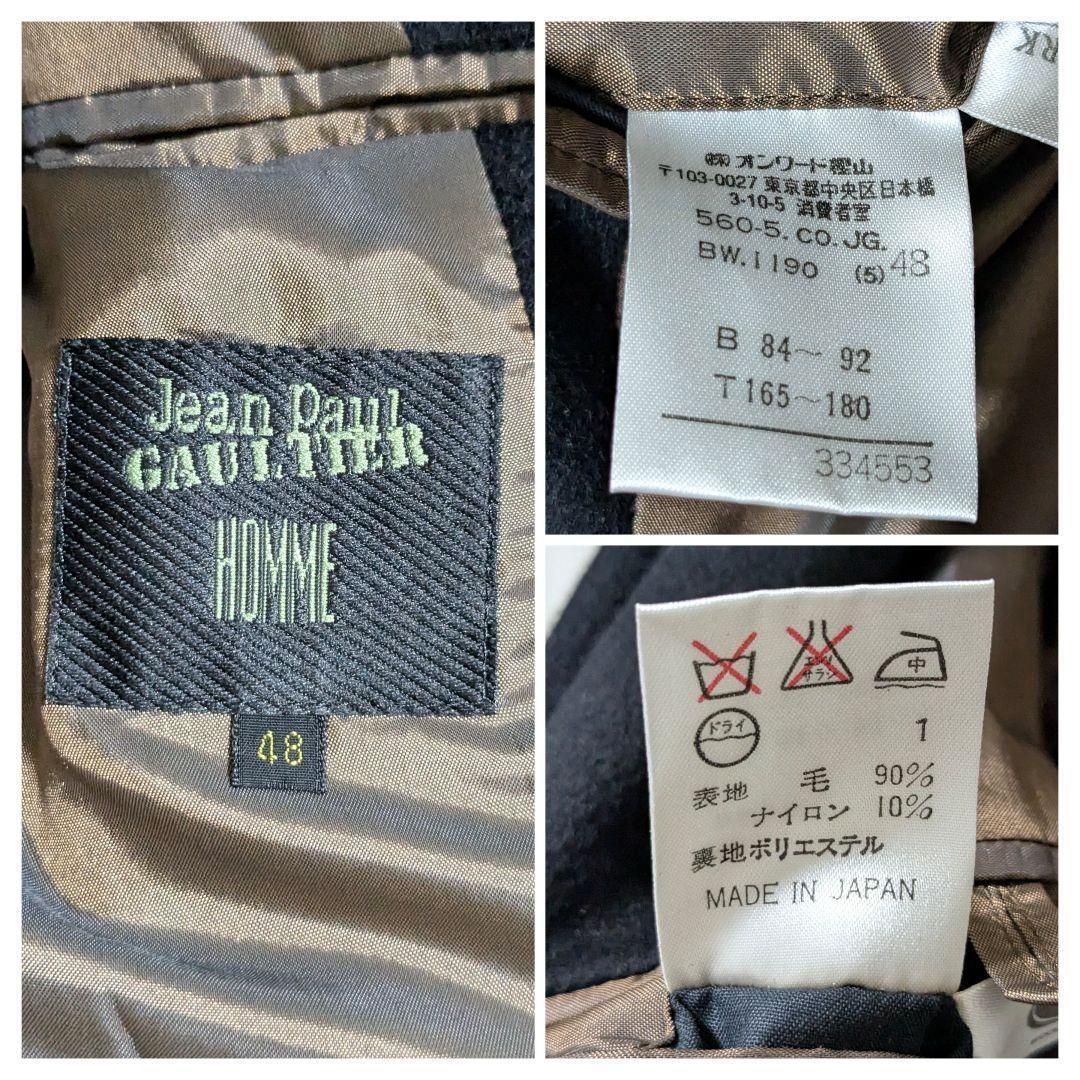 Jean Paul
GAULTIER
HOMME
48
RK
㈱オンワード樫山
〒103-0027 東京都中央区日本橋
3-10-5 消費者室
560-5.CO.JG.
BW.1190 (5) 48
B 84～ 92
T 165～180
334553
エンソ
サラシ
中
ドライ
1
表地 毛 90%
ナイロン 10%
裏地ポリエステル
MADE IN JAPAN